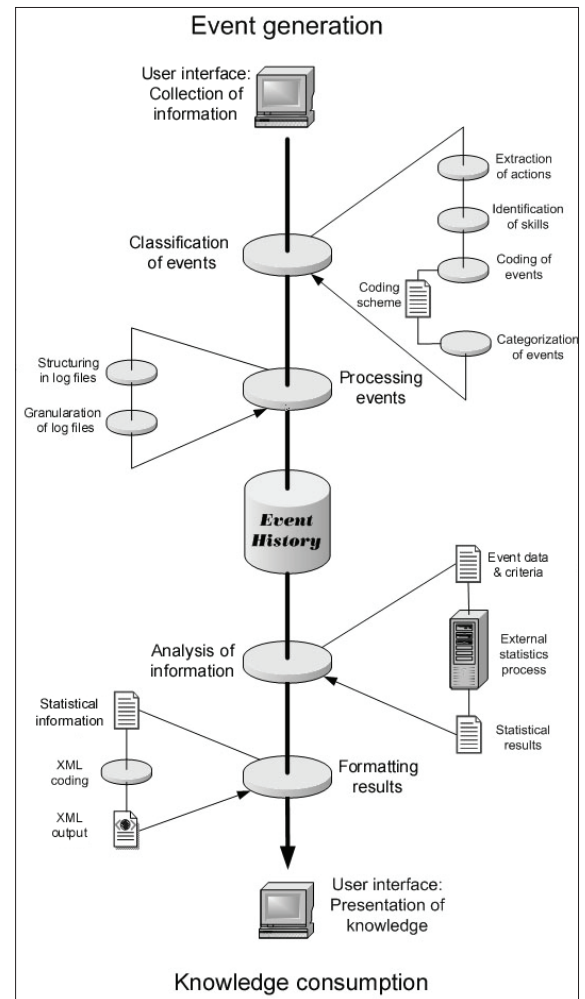 Event generation
User interface:
Collection of
information
Extraction
of actions
Identification
of skills
Classification
of events
Coding of
events
Coding
scheme
Categorization
of events
Structuring
in log files
Processing
events
Granularation
of log files
Event
History
Event data
& criteria
Analysis of
information
External
statistics
process
Statistical
information
Statistical
results
XML
coding
Formatting
results
XML
output
User interface:
Presentation of
knowledge
Knowledge consumption